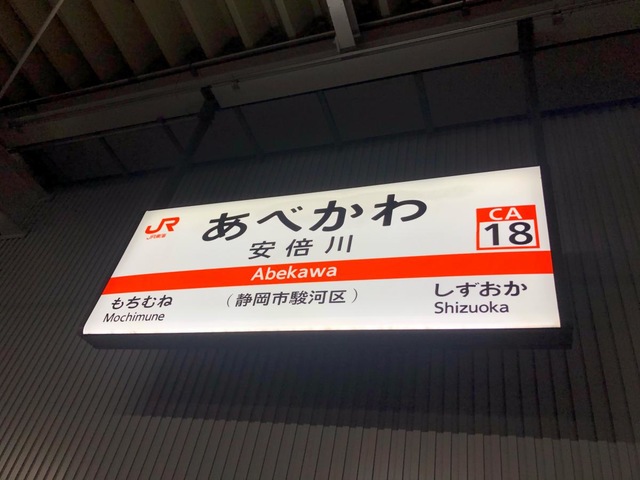 JR
JR東海
あべかわ
安倍川
CA
18
Abekawa
もちむね
Mochimune
(静岡市駿河区)
しずおか
Shizuoka